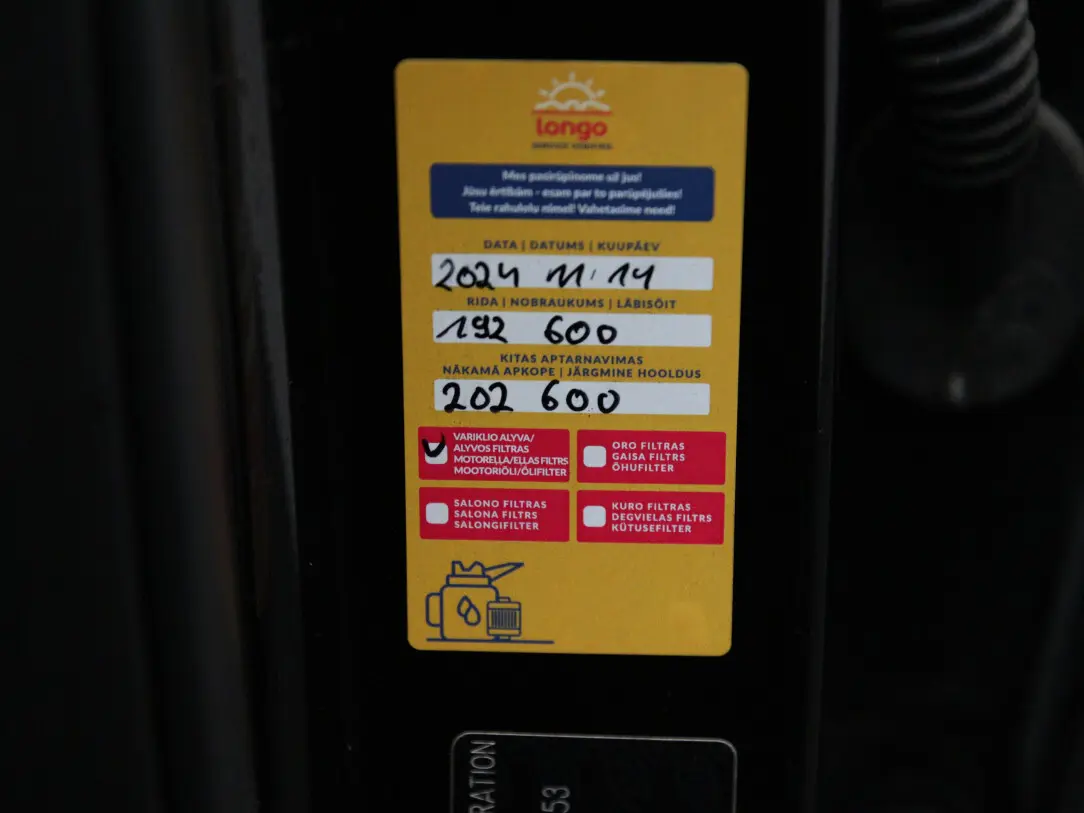 longo
Mes pasirūpinome už jus!
Jūsu ērtībām - esam par to parūpējušies!
Teie rahulolu nimel! Vahetasime need!
DATA | DATUMS | KUUPÄEV
2024 11.14
RIDA | NOBRAUKUMS | LÄBISÕIT
192 600
KITAS APTARNAVIMAS
NĀKAMĀ APKOPE | JÄRGMINE HOOLDUS
202 600
VARIKLIO ALYVA/
ALYVOS FILTRAS
MOTORELLA/ELLAS FILTRS
MOOTORIÕLI/ÕLIFILTER
ORO FILTRAS
GAISA FILTRS
ÕHUFILTER
SALONO FILTRAS
SALONA FILTRS
SALONGIFILTER
KURO FILTRAS
DEGVIELAS FILTRS
KÜTUSEFILTER
RATION
53